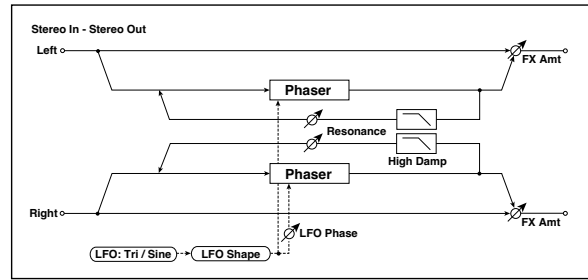 Stereo In - Stereo Out
Left
FX Amt
Phaser
Resonance
High Damp
Phaser
Right
FX Amt
LFO Phase
LFO: Tri / Sine
LFO Shape